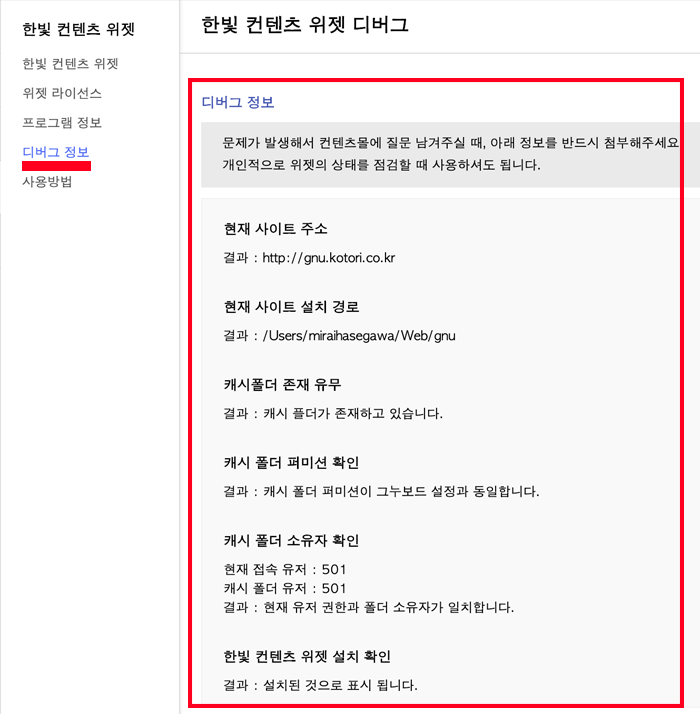 한빛 컨텐츠 위젯
한빛 컨텐츠 위젯
위젯 라이선스
프로그램 정보
디버그 정보
사용방법
한빛 컨텐츠 위젯 디버그
디버그 정보
문제가 발생해서 컨텐츠몰에 질문 남겨주실 때, 아래 정보를 반드시 첨부해주세요
개인적으로 위젯의 상태를 점검할 때 사용하셔도 됩니다.
현재 사이트 주소
결과 : http://gnu.kotori.co.kr
현재 사이트 설치 경로
결과 : /Users/miraihasegawa/Web/gnu
캐시폴더 존재 유무
결과 : 캐시 플더가 존재하고 있습니다.
캐시 폴더 퍼미션 확인
결과 : 캐시 폴더 퍼미션이 그누보드 설정과 동일합니다.
캐시 폴더 소유자 확인
현재 접속 유저 : 501
캐시 폴더 유저 : 501
결과 : 현재 유저 권한과 폴더 소유자가 일치합니다.
한빛 컨텐츠 위젯 설치 확인
결과 : 설치된 것으로 표시 됩니다.